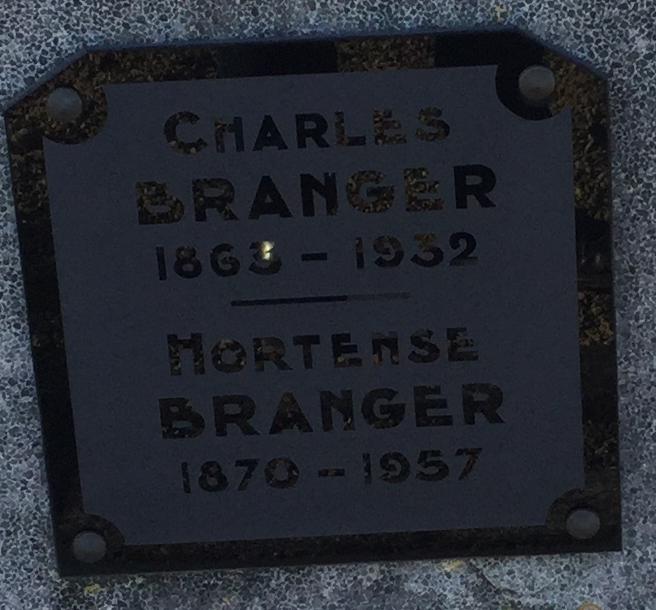 CHARLES
BRANGER
1863 - 1932
HORTENSE
BRANGER
1870 - 1957